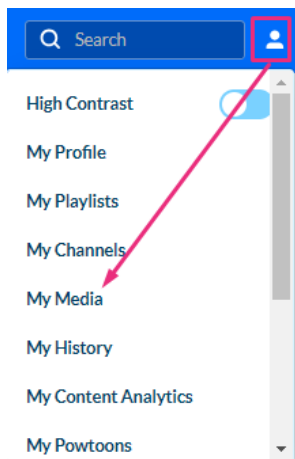 Search
High Contrast
My Profile
My Playlists
My Channels
My Media
My History
My Content Analytics
My Powtoons